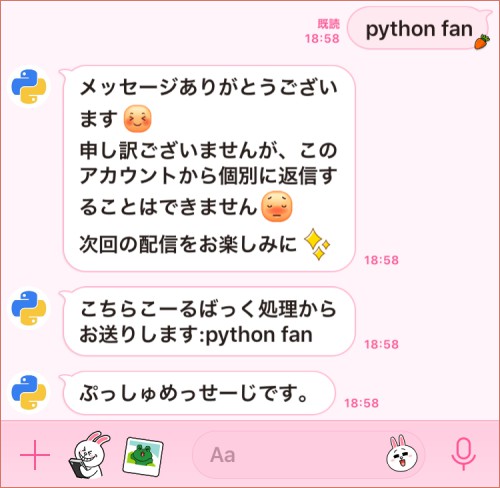 python fan
既読
18:58
メッセージありがとうござい
ます
申し訳ございませんが、この
アカウントから個別に返信す
ることはできません
次回の配信をお楽しみに
18:58
こちらこーるばっく処理から
お送りします:python fan
18:58
ぷっしゅめっせーじです。
18:58
Aa